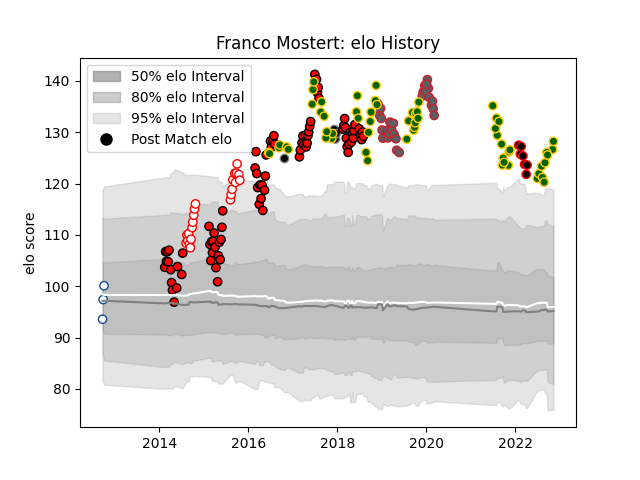 Franco Mostert: elo History
50% elo Interval
80% elo Interval
95% elo Interval
Post Match elo
elo score
140
130
120
110
100
90
80
2014
2016
2018
2020
2022